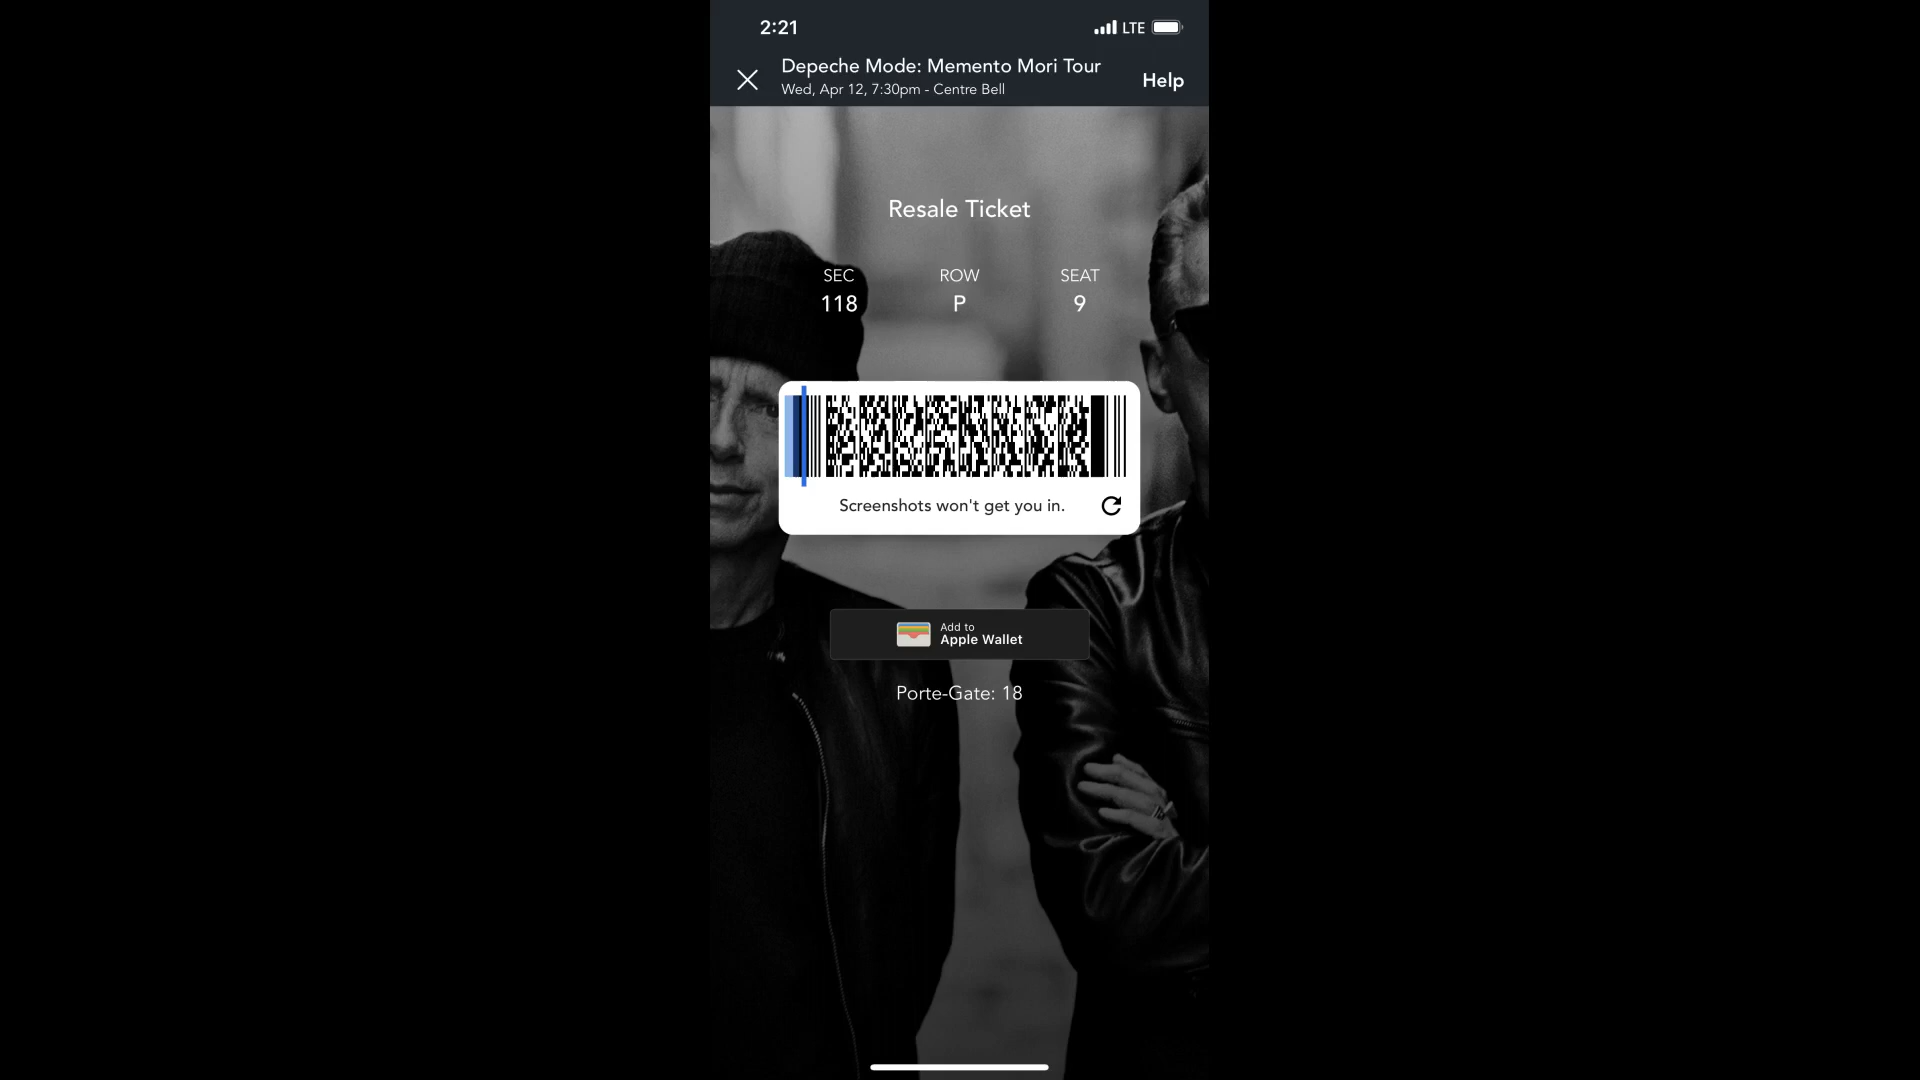 2:21
LTE
Depeche Mode: Memento Mori Tour
Wed, Apr 12, 7:30pm - Centre Bell
Help
Resale Ticket
SEC ROW SEAT
118 P 9
Screenshots won't get you in.
Add to
Apple Wallet
Porte-Gate: 18